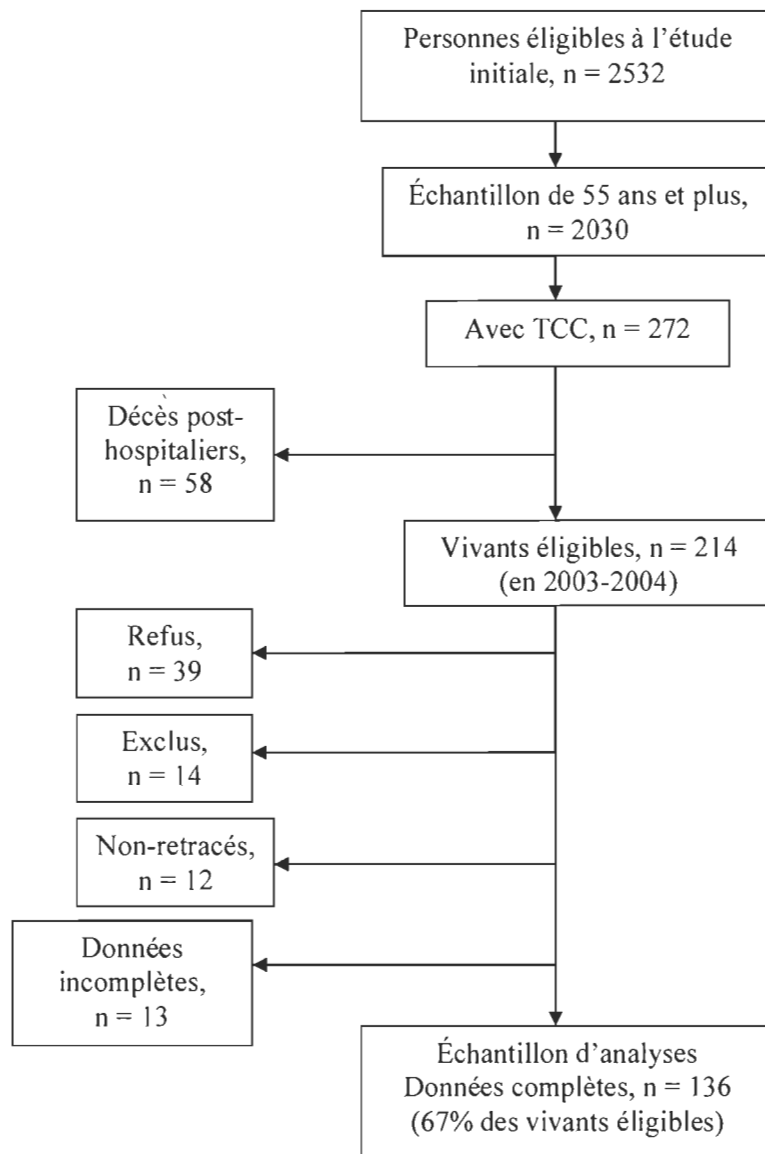 Personnes éligibles à l'étude
initiale, n = 2532
Échantillon de 55 ans et plus,
n = 2030
Avec TCC, n = 272
Décès post-
hospitaliers,
n = 58
Vivants éligibles, n = 214
(en 2003-2004)
Refus,
n = 39
Exclus,
n = 14
Non-retracés,
n = 12
Données
incomplètes,
n = 13
Échantillon d'analyses
Données complètes, n = 136
(67% des vivants éligibles)